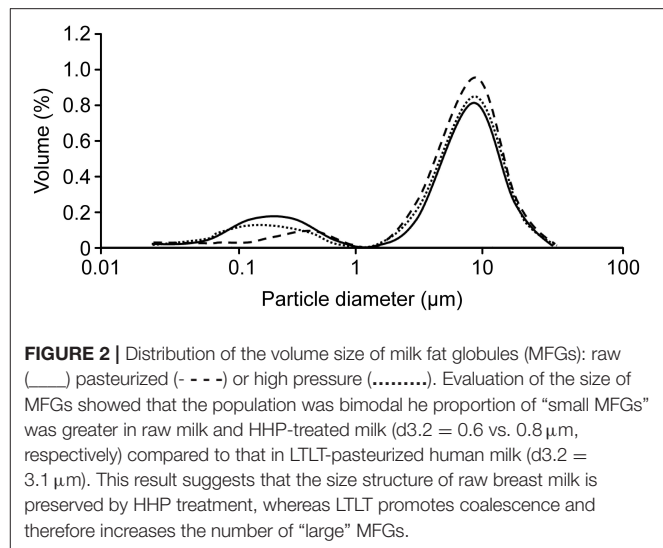 1.2
1.0
0.8
0.6
0.4
0.2
0
Volume (%)
0.01
0.1
1
10
100
Particle diameter (μm)
FIGURE 2 | Distribution of the volume size of milk fat globules (MFGs): raw
(____) pasteurized (- - - -) or high pressure (.........). Evaluation of the size of
MFGs showed that the population was bimodal he proportion of “small MFGs”
was greater in raw milk and HHP-treated milk (d3.2 = 0.6 vs. 0.8 μm,
respectively) compared to that in LTLT-pasteurized human milk (d3.2 =
3.1 μm). This result suggests that the size structure of raw breast milk is
preserved by HHP treatment, whereas LTLT promotes coalescence and
therefore increases the number of “large” MFGs.